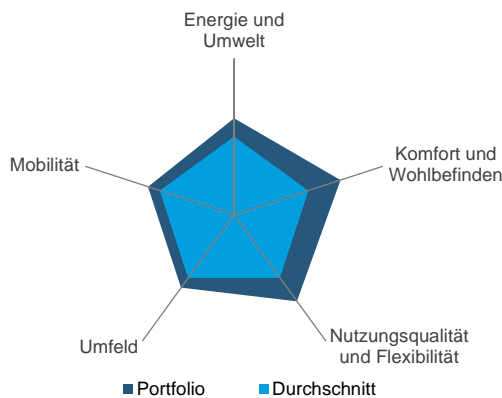 Energie und
Umwelt
Mobilität
Komfort und
Wohlbefinden
Umfeld
Nutzungsqualität
und Flexibilität
Portfolio
Durchschnitt